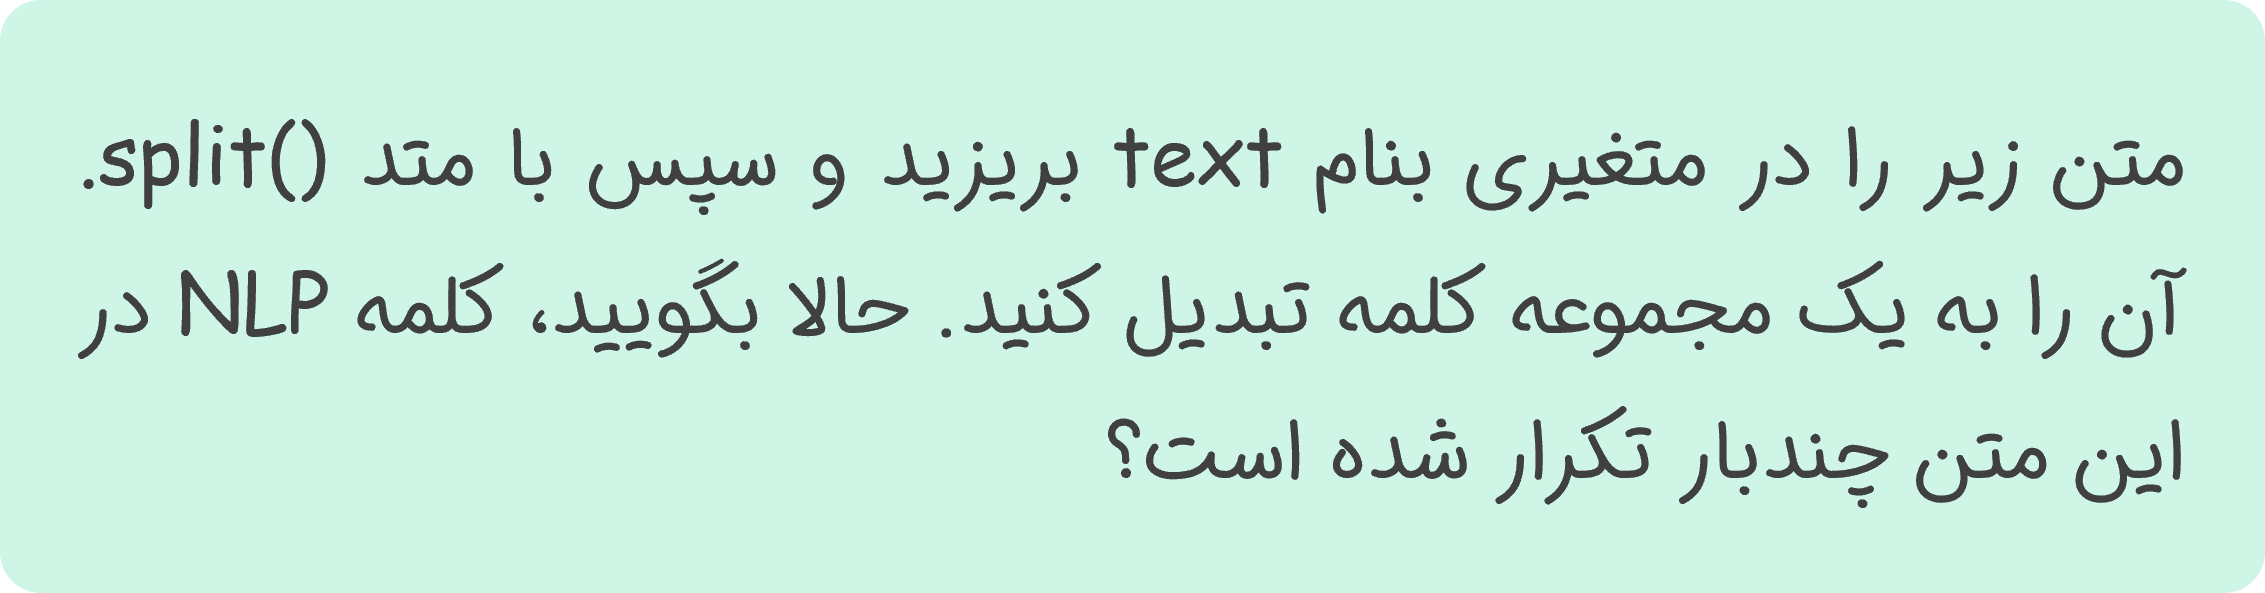 متن زیر را در متغیری بنام text بریزید و سپس با متد split().
آن را به یک مجموعه کلمه تبدیل کنید. حالا بگویید، کلمه NLP در
این متن چندبار تکرار شده است؟